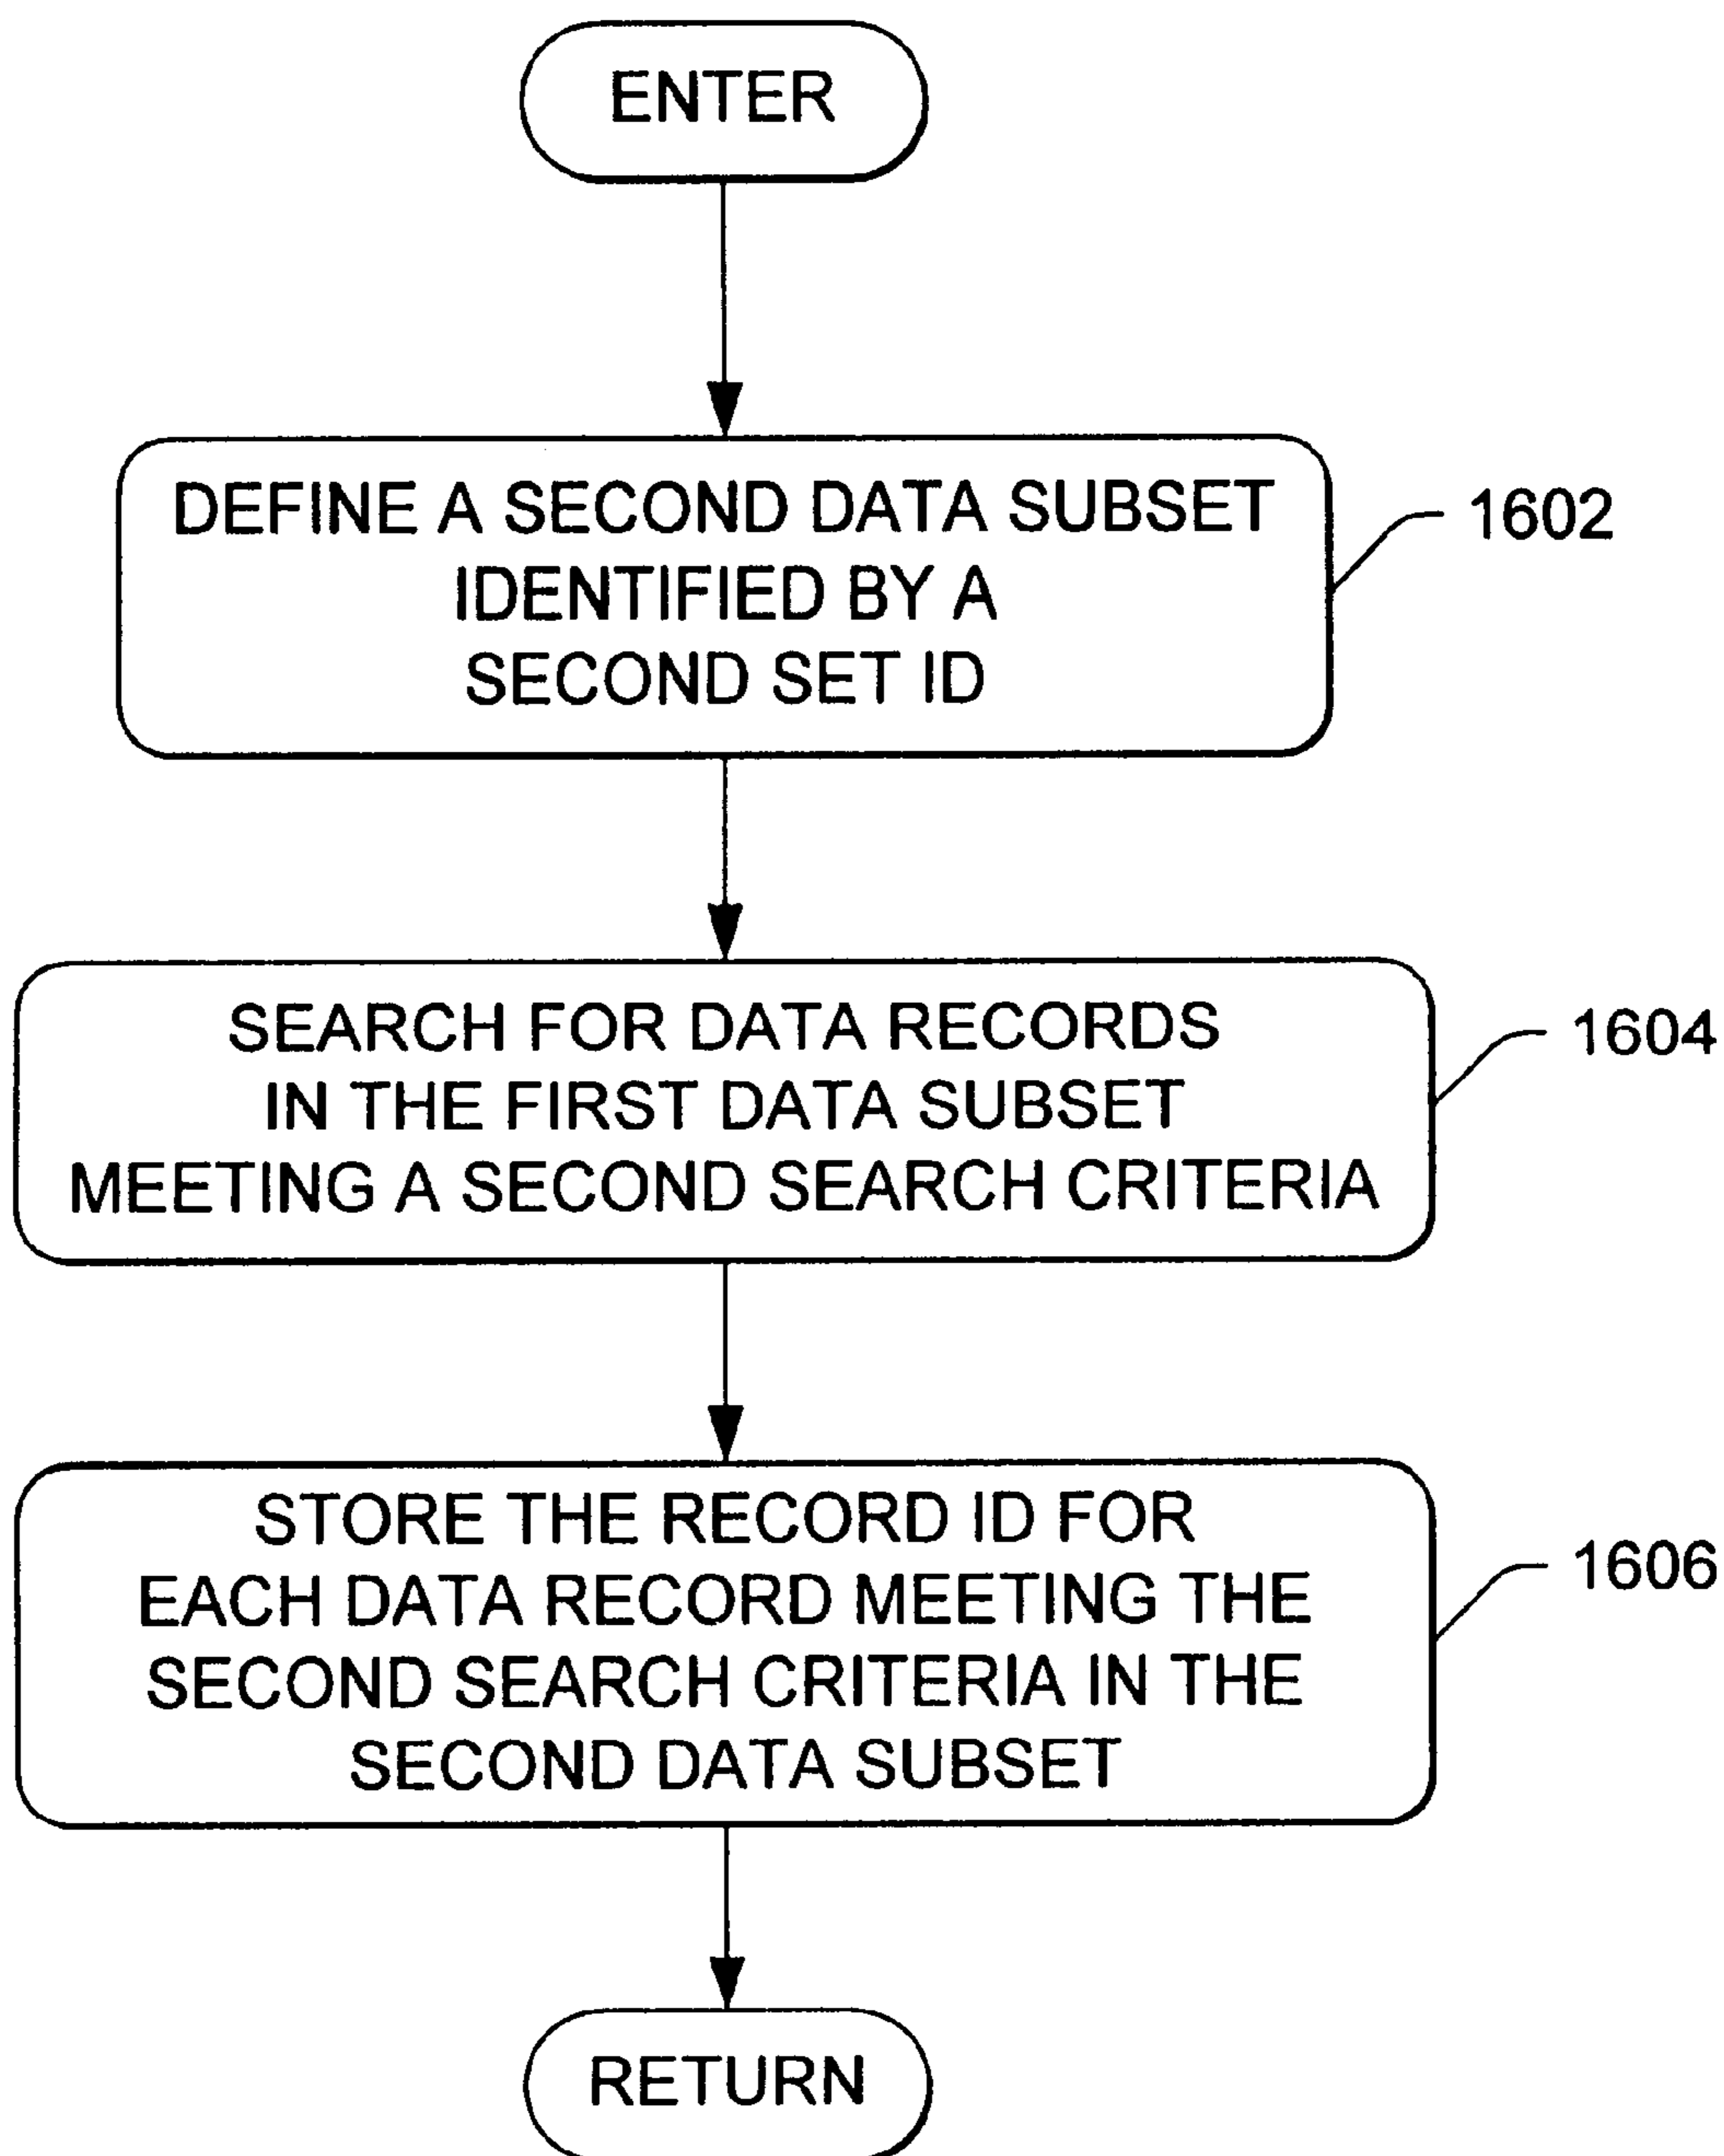 ENTER
DEFINE A SECOND DATA SUBSET
IDENTIFIED BY A
SECOND SET ID
1602
SEARCH FOR DATA RECORDS
IN THE FIRST DATA SUBSET
MEETING A SECOND SEARCH CRITERIA
1604
STORE THE RECORD ID FOR
EACH DATA RECORD MEETING THE
SECOND SEARCH CRITERIA IN THE
SECOND DATA SUBSET
1606
RETURN